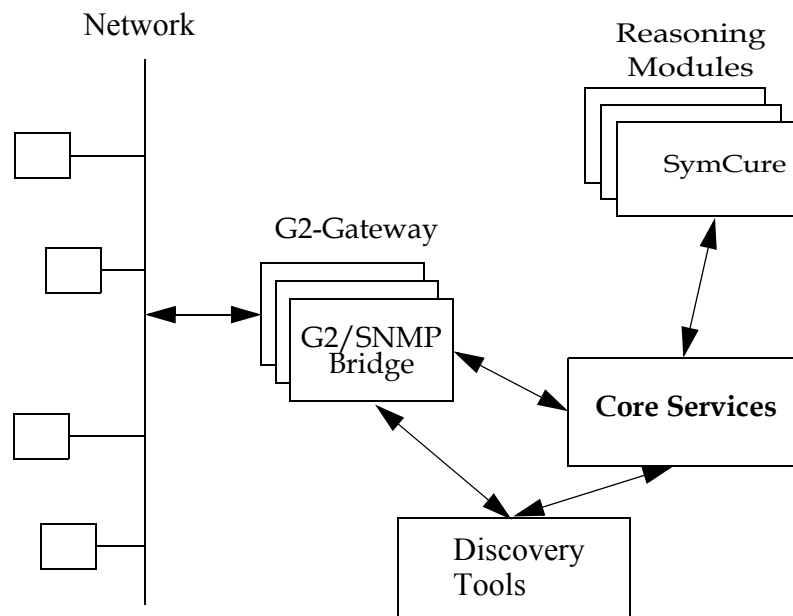 Network
Reasoning
Modules
SymCure
G2-Gateway
G2/SNMP
Bridge
Core Services
Discovery
Tools